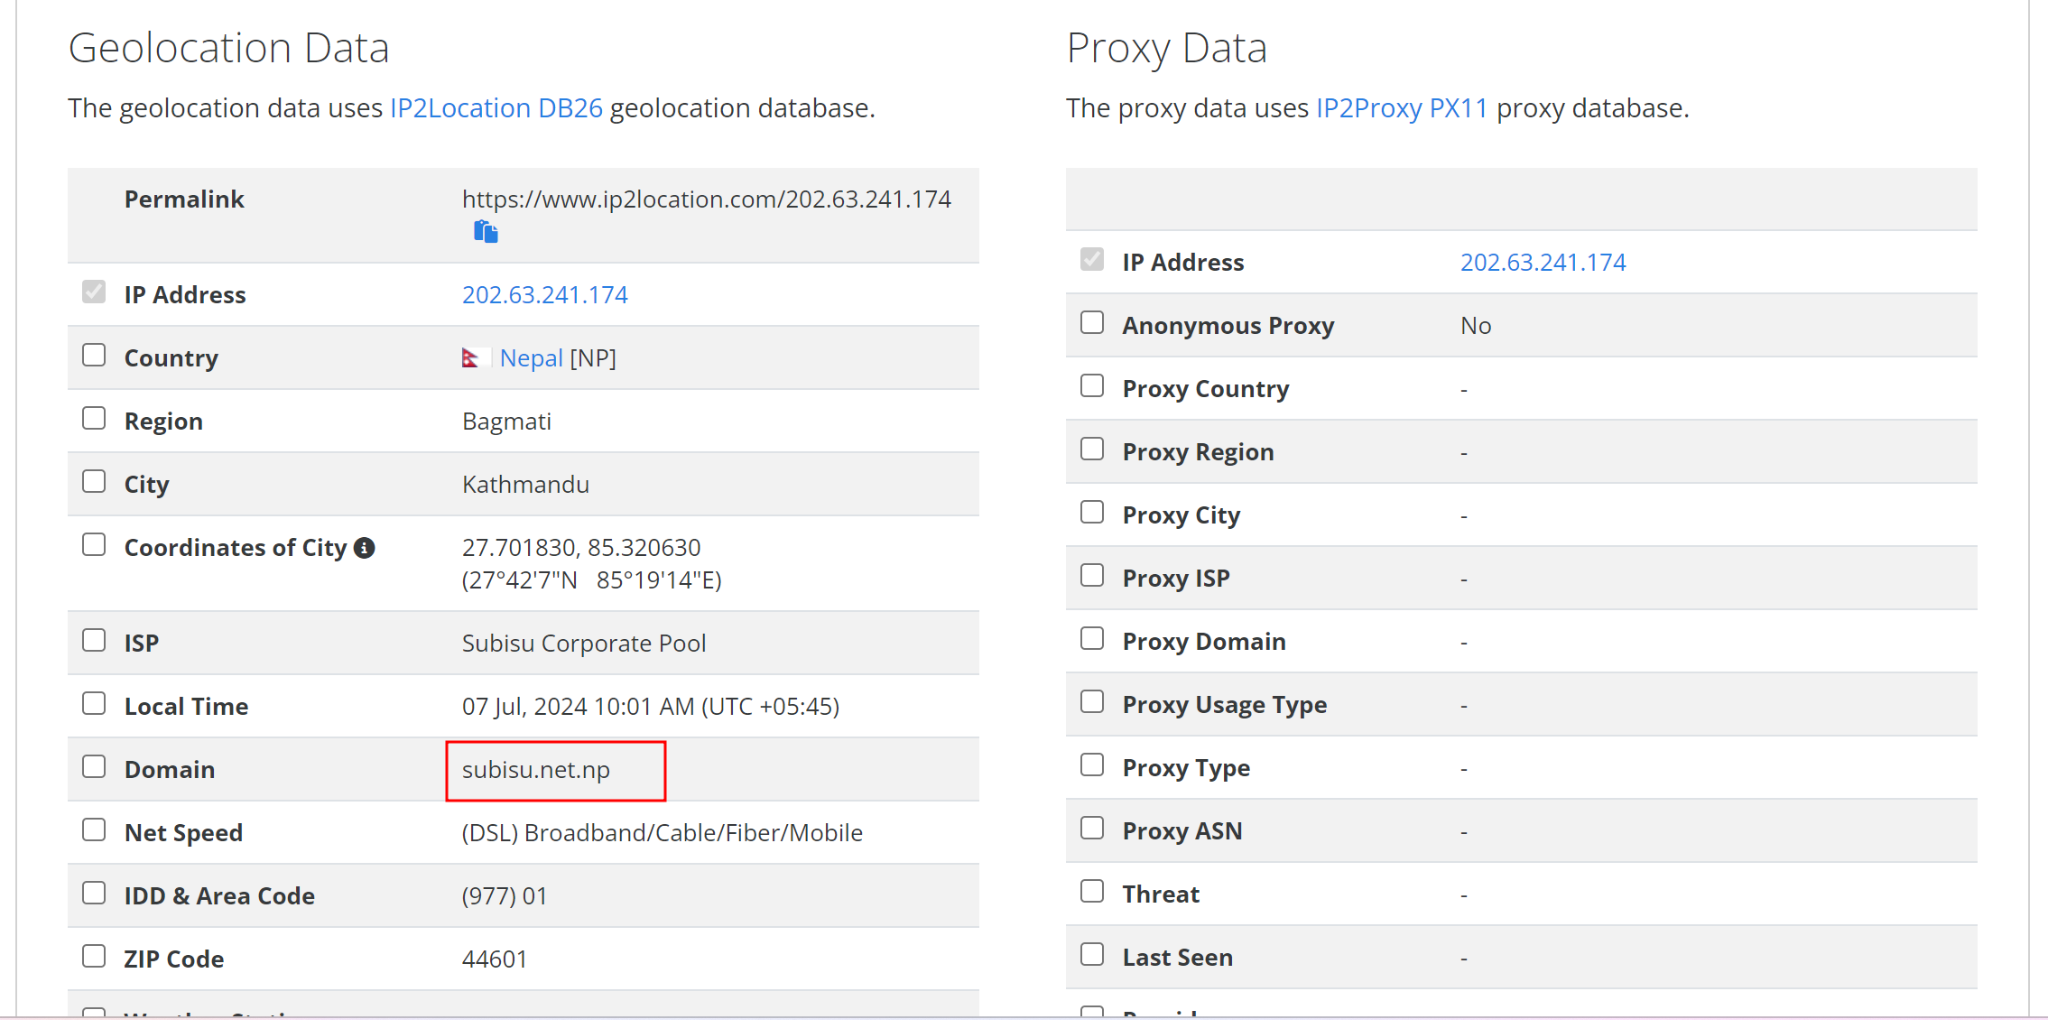 Geolocation Data
The geolocation data uses IP2Location DB26 geolocation database.
Permalink https://www.ip2location.com/202.63.241.174
IP Address 202.63.241.174
Country Nepal [NP]
Region Bagmati
City Kathmandu
Coordinates of City 27.701830, 85.320630
(27°42'7"N 85°19'14"E)
ISP Subisu Corporate Pool
Local Time 07 Jul, 2024 10:01 AM (UTC +05:45)
Domain subisu.net.np
Net Speed (DSL) Broadband/Cable/Fiber/Mobile
IDD & Area Code (977) 01
ZIP Code 44601
Proxy Data
The proxy data uses IP2Proxy PX11 proxy database.
IP Address 202.63.241.174
Anonymous Proxy No
Proxy Country -
Proxy Region -
Proxy City -
Proxy ISP -
Proxy Domain -
Proxy Usage Type -
Proxy Type -
Proxy ASN -
Threat -
Last Seen -